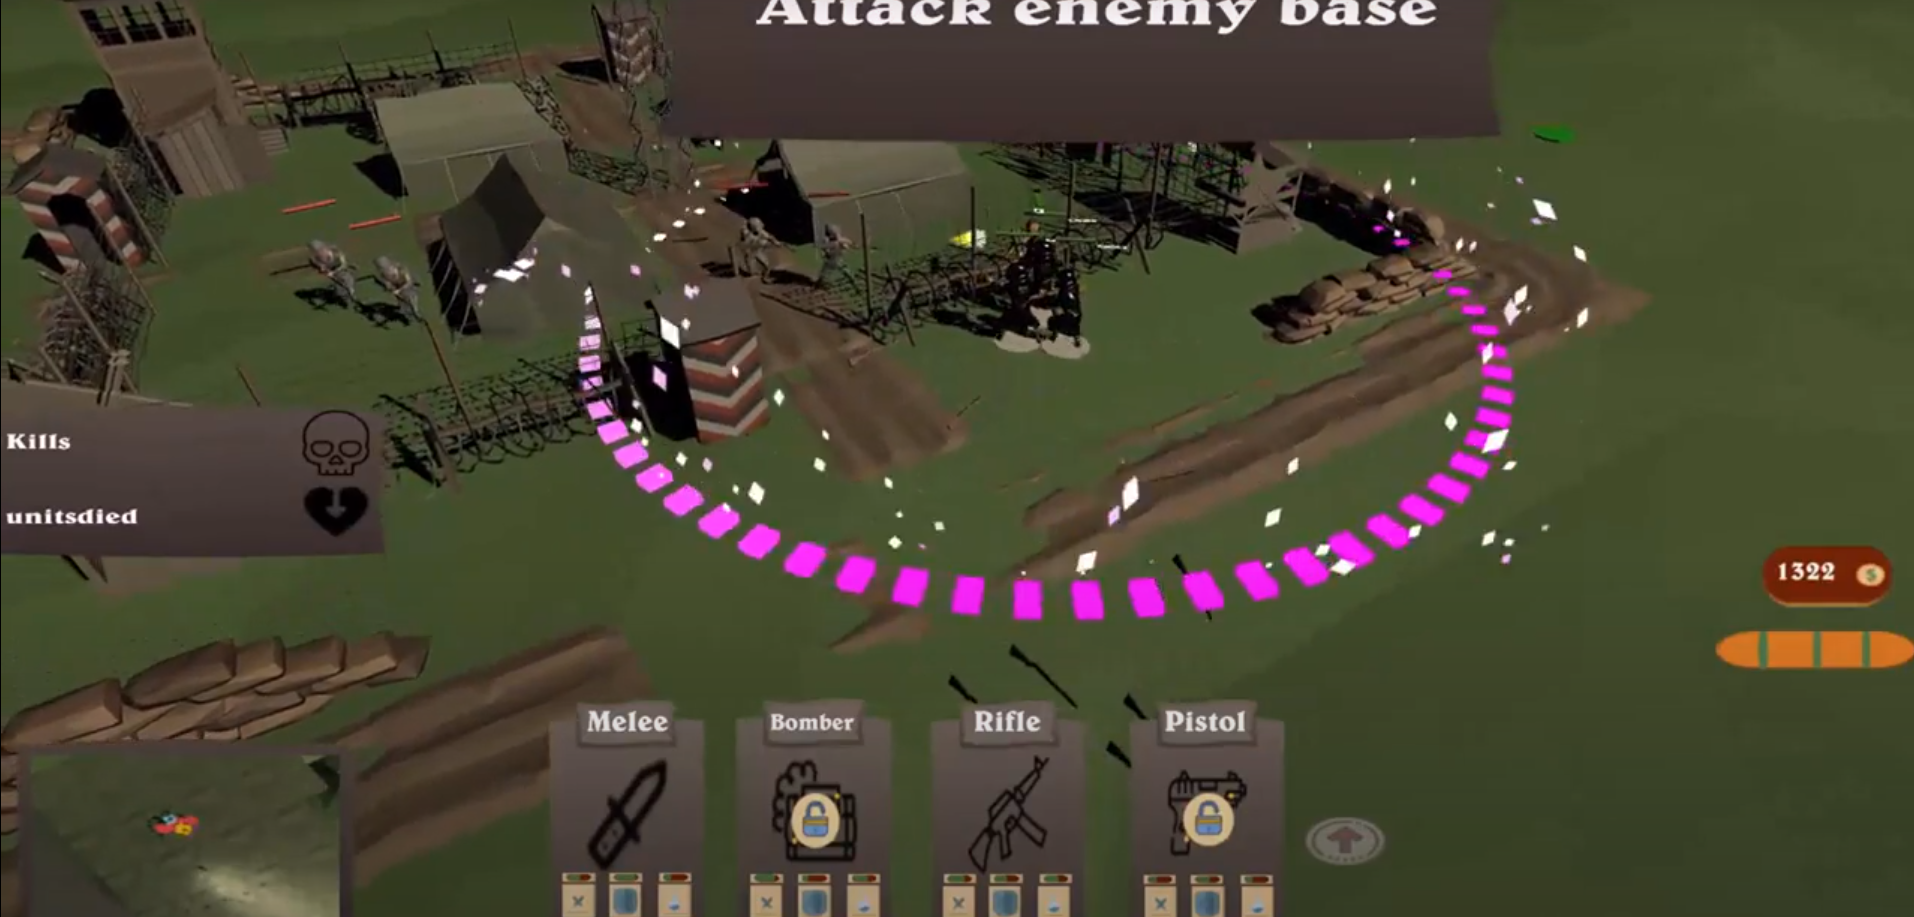 Attack enemy base
Kills
unitsdied
1322
Melee
Bomber
Rifle
Pistol